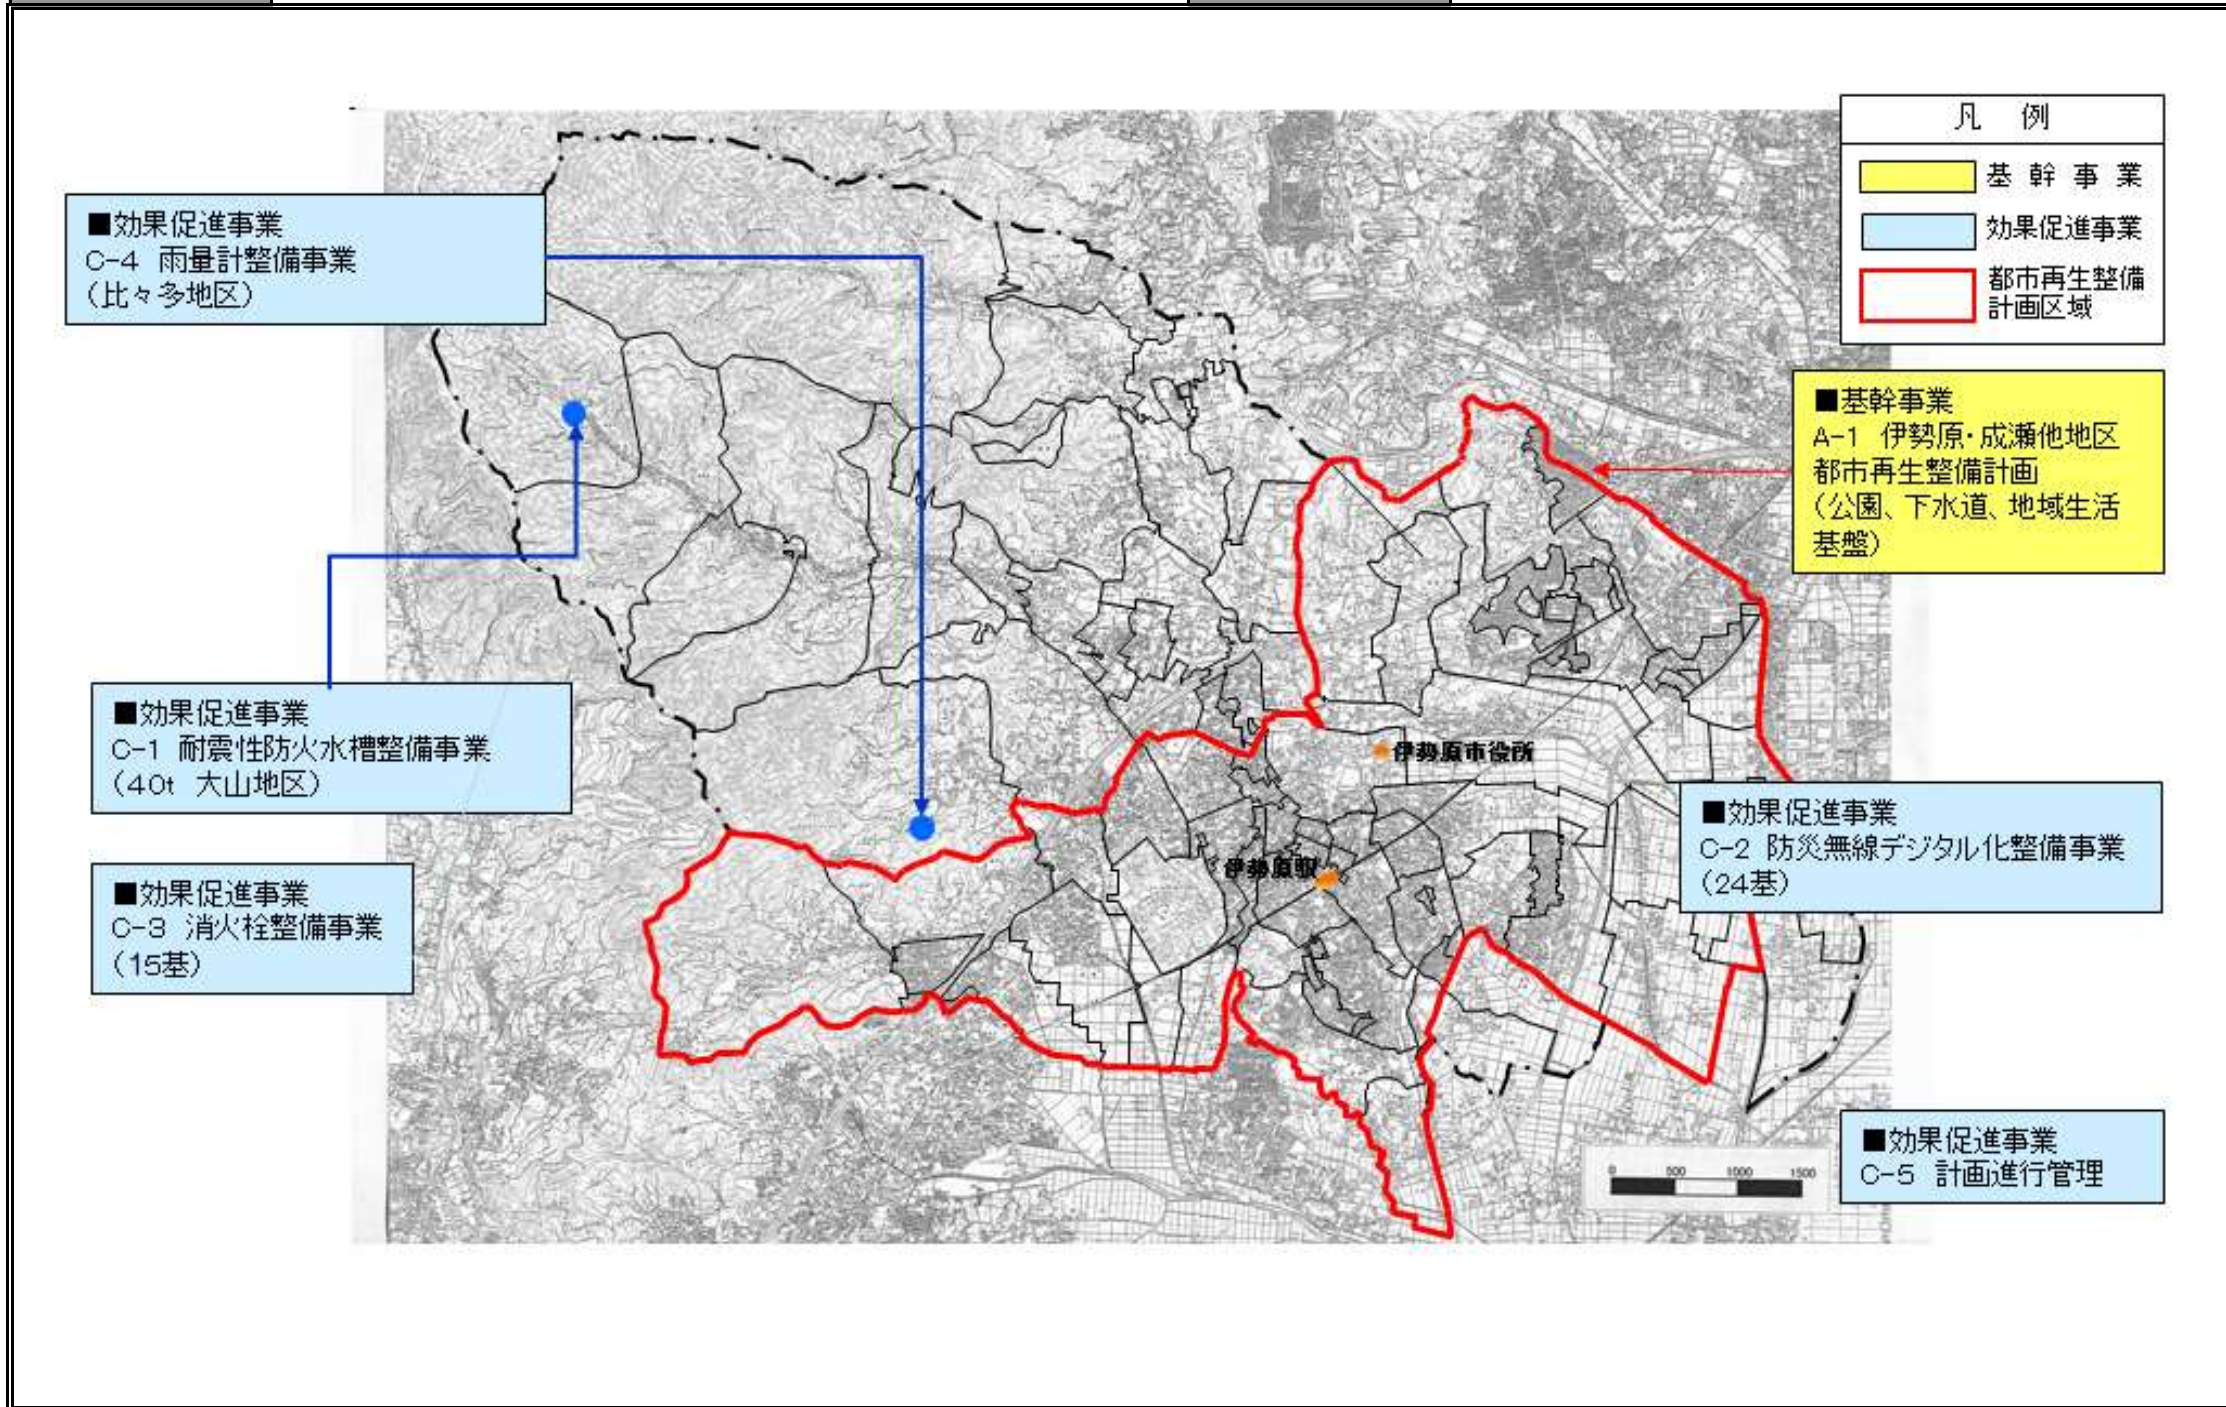 凡　例
基 幹 事 業
効果促進事業
都市再生整備
計画区域
■効果促進事業
C-4 雨量計整備事業
（比々多地区）
■基幹事業
A-1 伊勢原・成瀬他地区
都市再生整備計画
（公園、下水道、地域生活
基盤）
■効果促進事業
C-1 耐震性防火水槽整備事業
（40t 大山地区）
伊勢原市役所
■効果促進事業
C-2 防災無線デジタル化整備事業
（24基）
伊勢原駅
■効果促進事業
C-3 消火栓整備事業
（15基）
■効果促進事業
C-5 計画進行管理
0 500 1000 1500